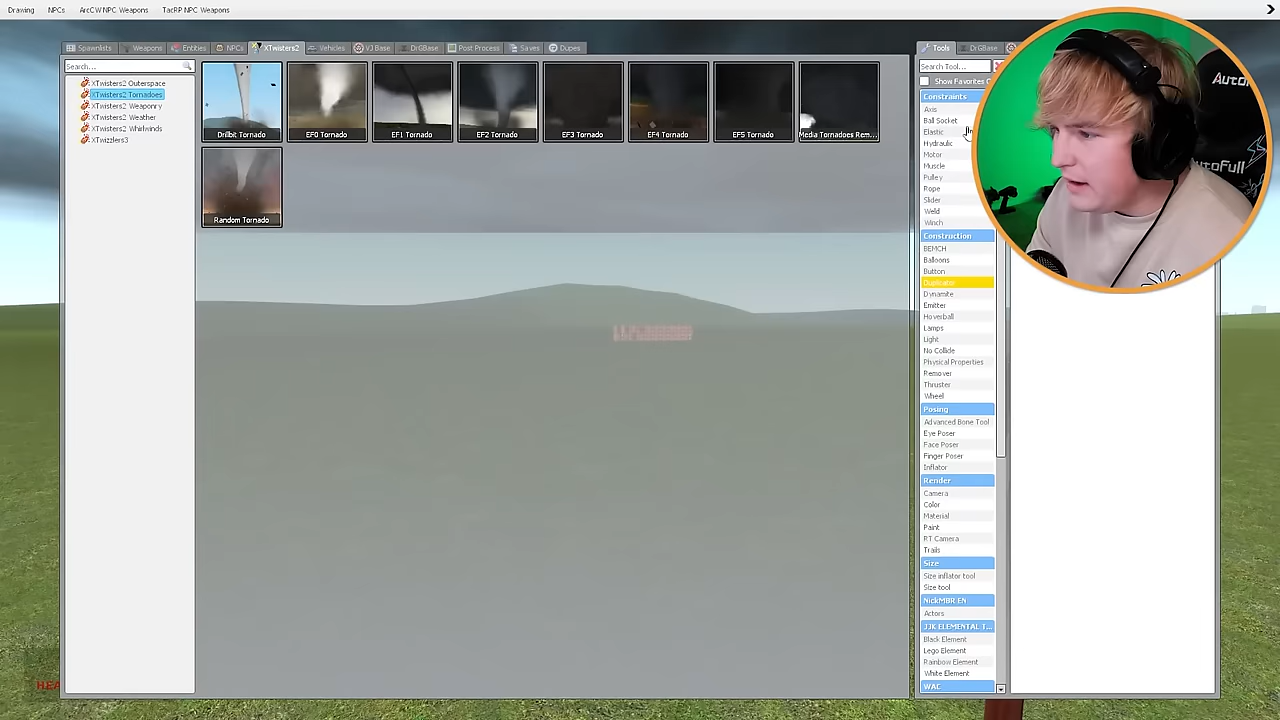 Drawing NPCs ArcCW NPC Weapons TacRP NPC Weapons
Spawnlists Weapons Entities NPCs XTwisters2 Vehicles VJ Base DrGBase Post Process Saves Dupes
Search...
XTwisters2 Outerspace
XTwisters2 Tornadoes
XTwisters2 Weaponry
XTwisters2 Weather
XTwisters2 Whirlwinds
XTwizzlers3
Drillbit Tornado EF0 Tornado EF1 Tornado EF2 Tornado EF3 Tornado EF4 Tornado EF5 Tornado Media Tornadoes Rem...
Random Tornado
Tools DrGBase
Search Tool...
Show Favorites
Constraints
Axis
Ball Socket
Elastic
Hydraulic
Motor
Muscle
Pulley
Rope
Slider
Weld
Winch
Construction
BEMCH
Balloons
Button
Duplicator
Dynamite
Emitter
Hoverball
Lamps
Light
No Collide
Physical Properties
Remover
Thruster
Wheel
Posing
Advanced Bone Tool
Eye Poser
Face Poser
Finger Poser
Inflator
Render
Camera
Color
Material
Paint
RT Camera
Trails
Size
Size inflator tool
Size tool
NickMBR EN
Actors
JJK ELEMENTAL T...
Black Element
Lego Element
Rainbow Element
White Element
WAC
HEA
AutoFull